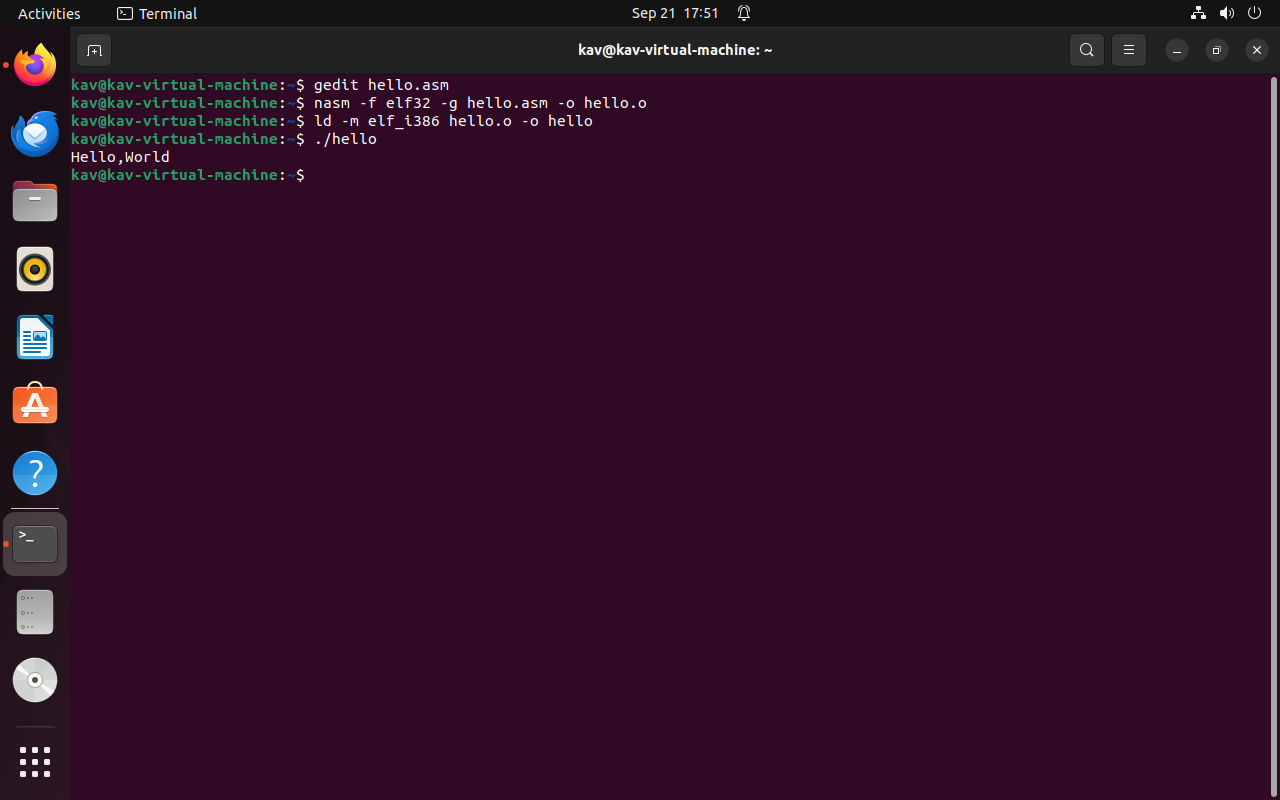 Activities Terminal Sep 21 17:51
kav@kav-virtual-machine: ~
kav@kav-virtual-machine:~$ gedit hello.asm
kav@kav-virtual-machine:~$ nasm -f elf32 -g hello.asm -o hello.o
kav@kav-virtual-machine:~$ ld -m elf_i386 hello.o -o hello
kav@kav-virtual-machine:~$ ./hello
Hello,World
kav@kav-virtual-machine:~$